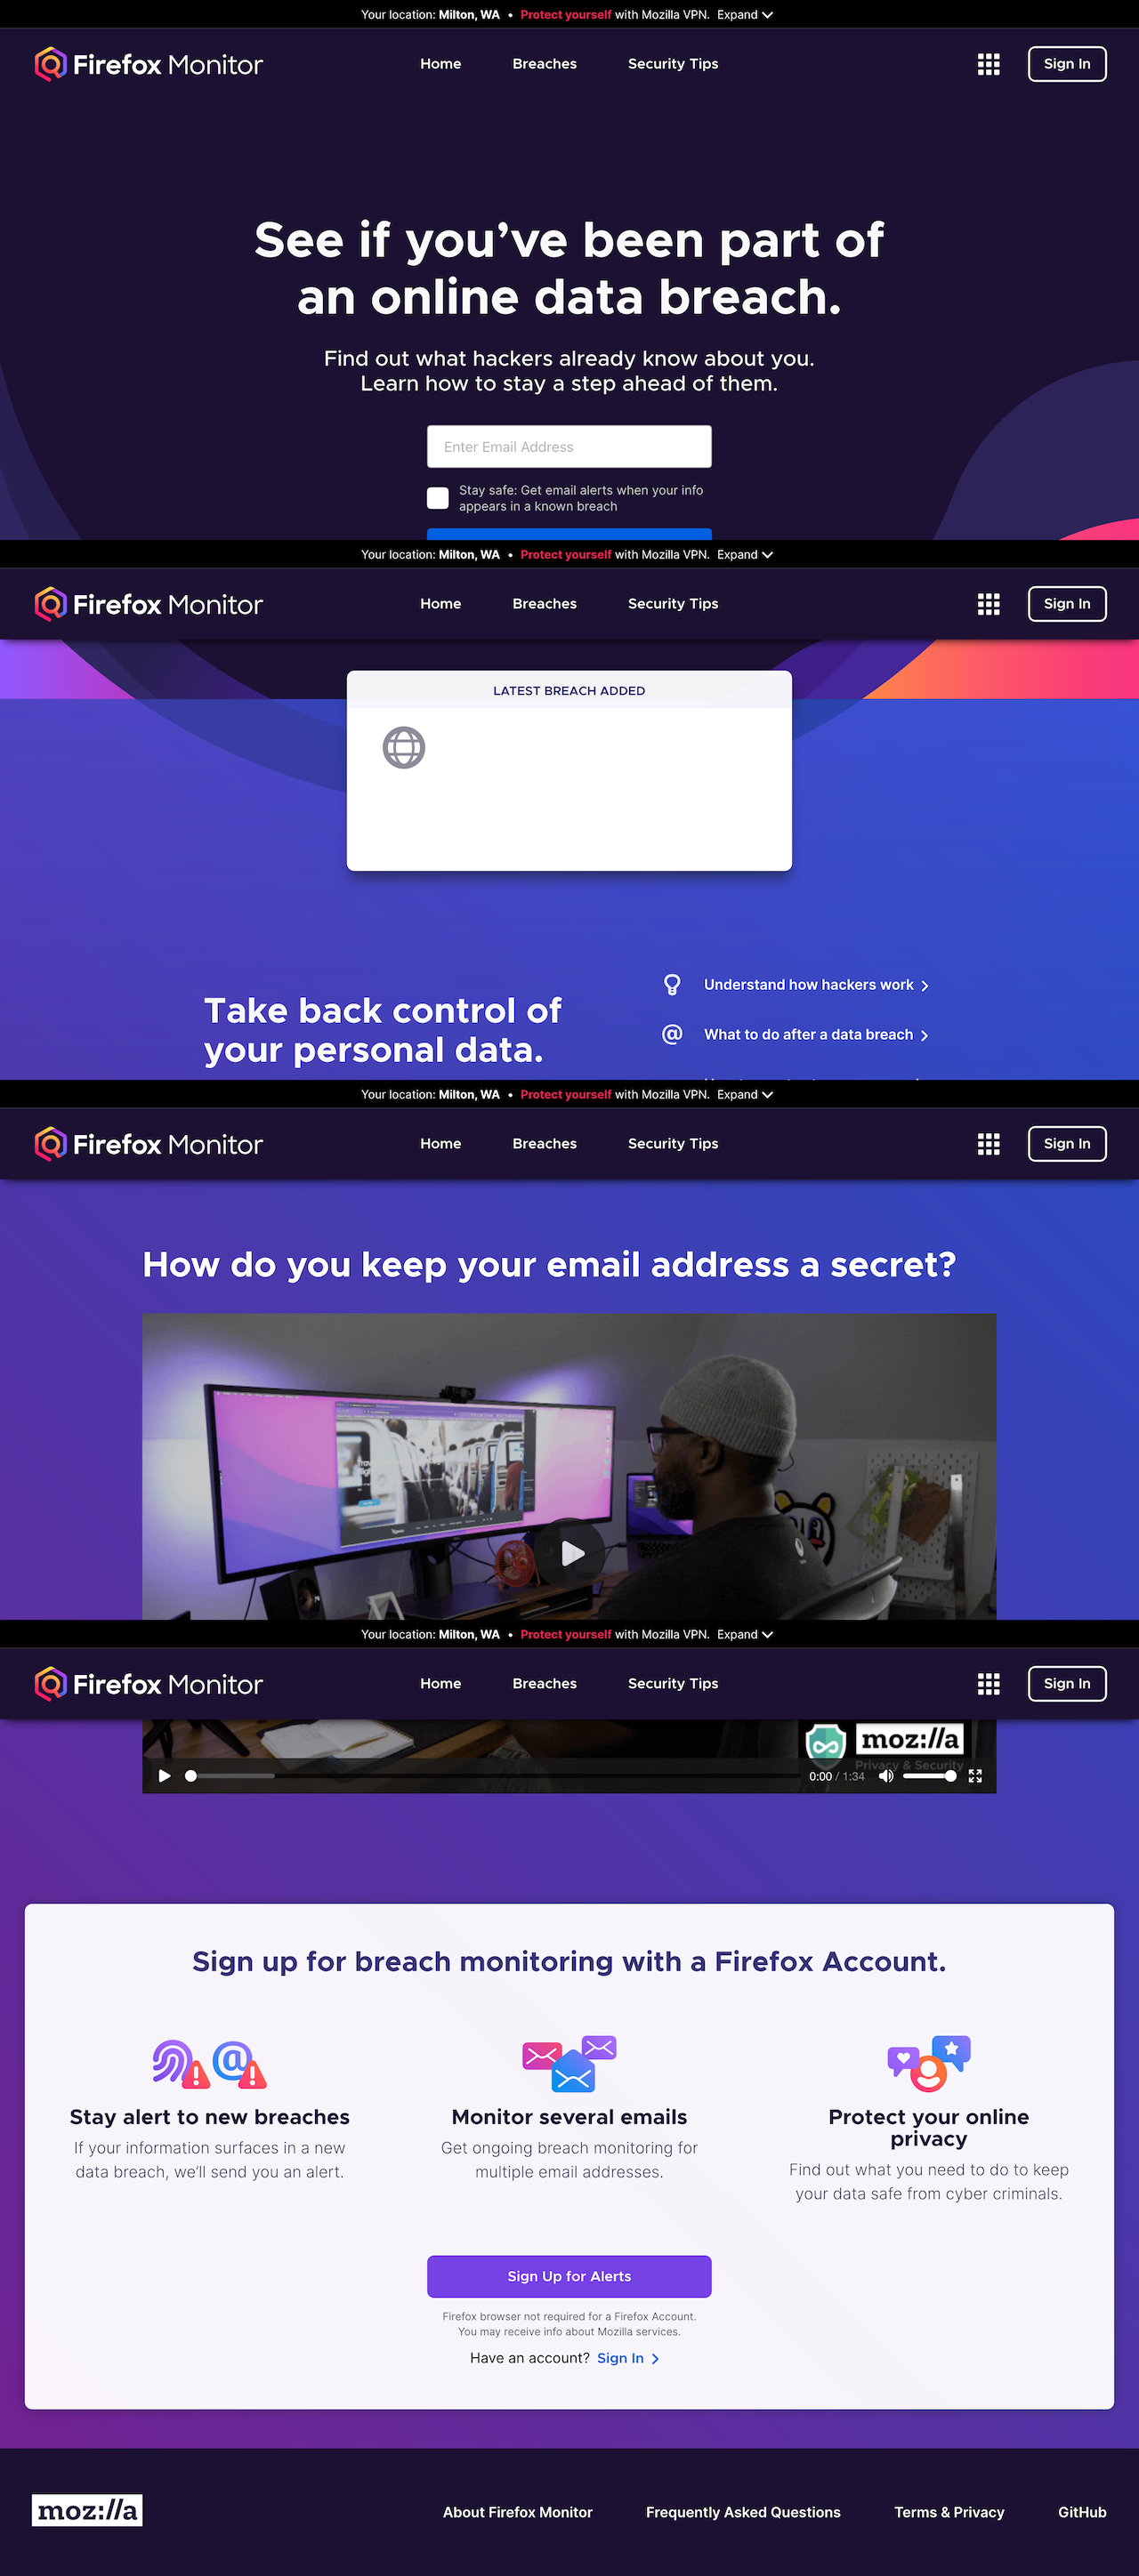 Your location: Milton, WA • Protect yourself with Mozilla VPN. Expand
Firefox Monitor
Home Breaches Security Tips
Sign In
See if you’ve been part of
an online data breach.
Find out what hackers already know about you.
Learn how to stay a step ahead of them.
Enter Email Address
Stay safe: Get email alerts when your info
appears in a known breach
Your location: Milton, WA • Protect yourself with Mozilla VPN. Expand
Firefox Monitor
Home Breaches Security Tips
Sign In
LATEST BREACH ADDED
Take back control of
your personal data.
Understand how hackers work
@ What to do after a data breach
Your location: Milton, WA • Protect yourself with Mozilla VPN. Expand
Firefox Monitor
Home Breaches Security Tips
Sign In
How do you keep your email address a secret?
Your location: Milton, WA • Protect yourself with Mozilla VPN. Expand
Firefox Monitor
Home Breaches Security Tips
Sign In
moz://a
Privacy & Security
0:00 / 1:34
Sign up for breach monitoring with a Firefox Account.
Stay alert to new breaches
If your information surfaces in a new
data breach, we’ll send you an alert.
Monitor several emails
Get ongoing breach monitoring for
multiple email addresses.
Protect your online
privacy
Find out what you need to do to keep
your data safe from cyber criminals.
Sign Up for Alerts
Firefox browser not required for a Firefox Account.
You may receive info about Mozilla services.
Have an account? Sign In
moz://a
About Firefox Monitor Frequently Asked Questions Terms & Privacy GitHub